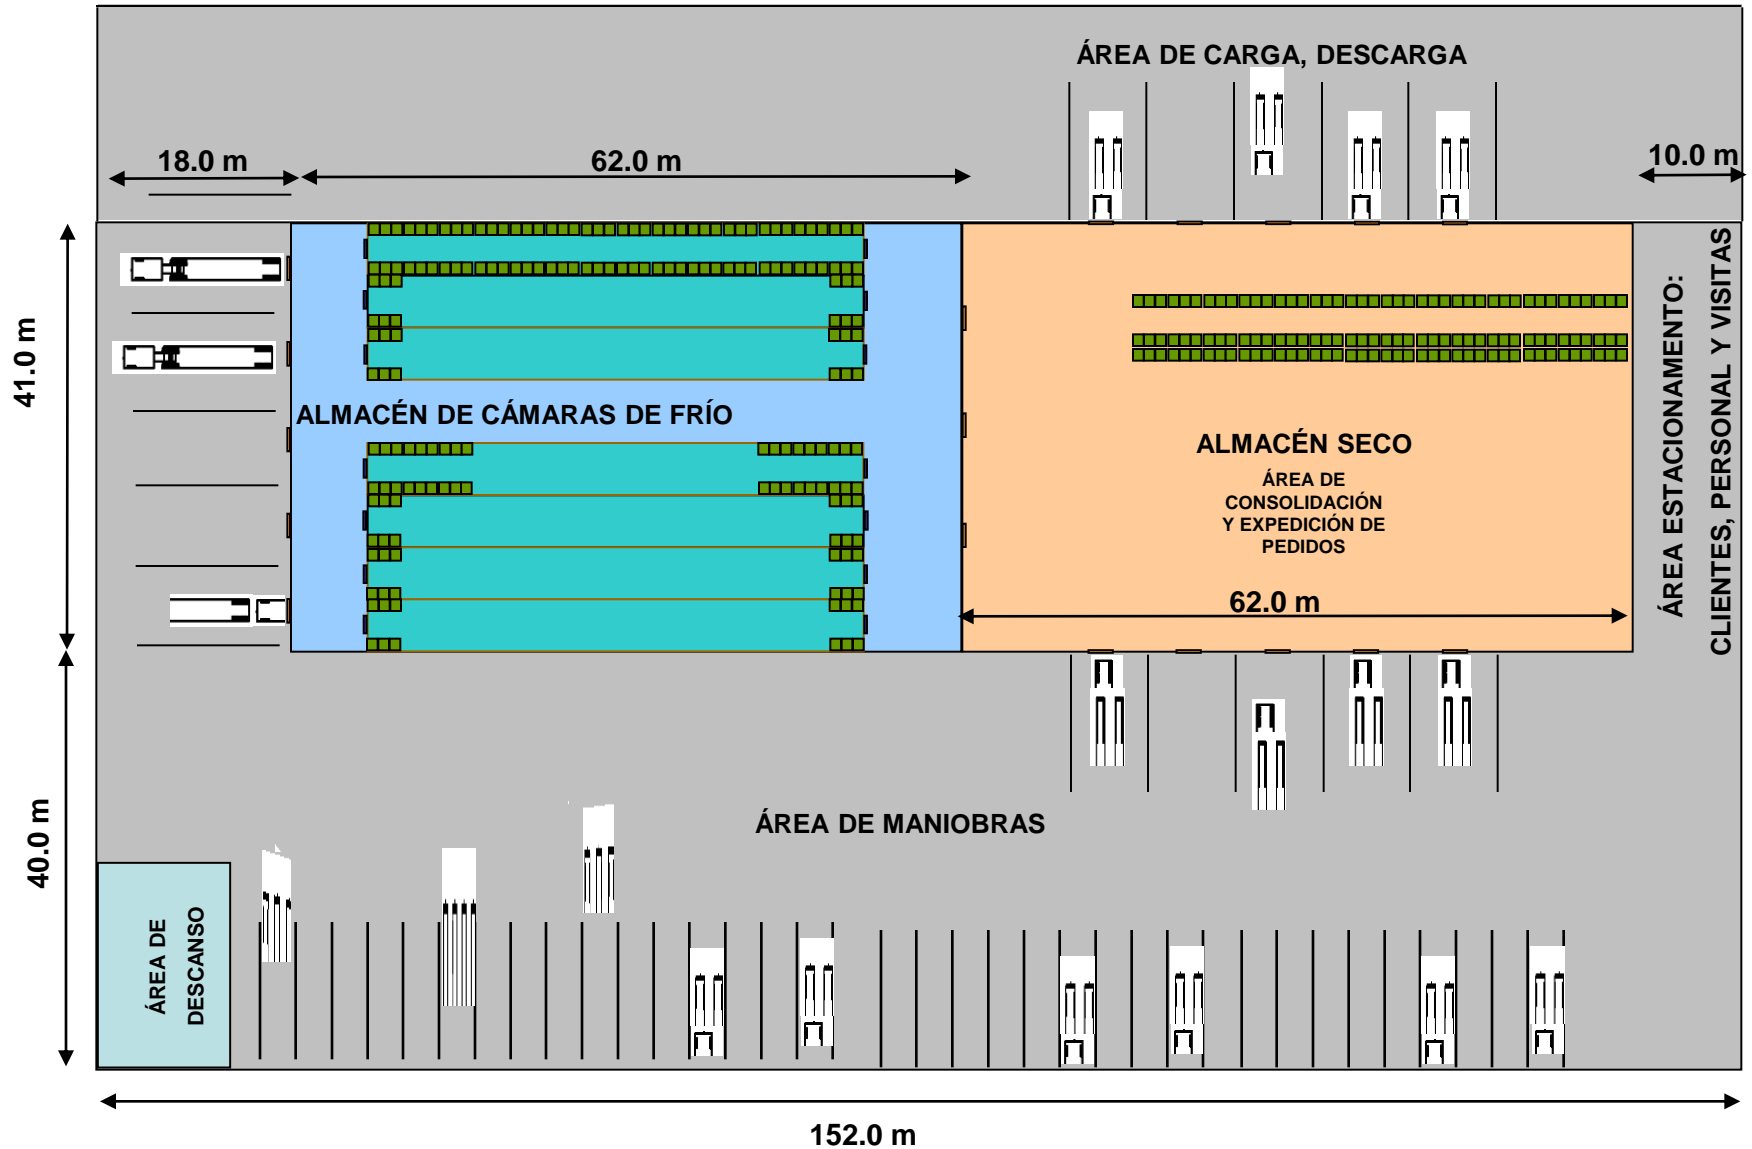 ÁREA DE CARGA, DESCARGA
18.0 m
62.0 m
10.0 m
41.0 m
ALMACÉN DE CÁMARAS DE FRÍO
ALMACÉN SECO
ÁREA DE
CONSOLIDACIÓN
Y EXPEDICIÓN DE
PEDIDOS
62.0 m
ÁREA ESTACIONAMENTO:
CLIENTES, PERSONAL Y VISITAS
40.0 m
ÁREA DE MANIOBRAS
ÁREA DE
DESCANSO
152.0 m